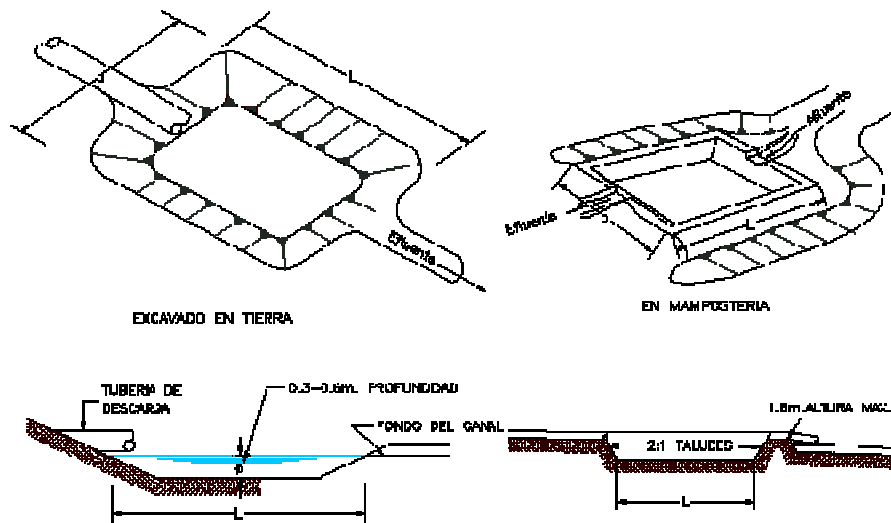 L
Efluente
EXCAVADO EN TIERRA
Afluente
Efluente
L
EN MAMPOSTERIA
TUBERIA DE
DESCARJA
0.3-0.6m. PROFUNDIDAD
FONDO DEL CANAL
L
1.8m. ALTURA MAX.
2:1 TALUDES
L